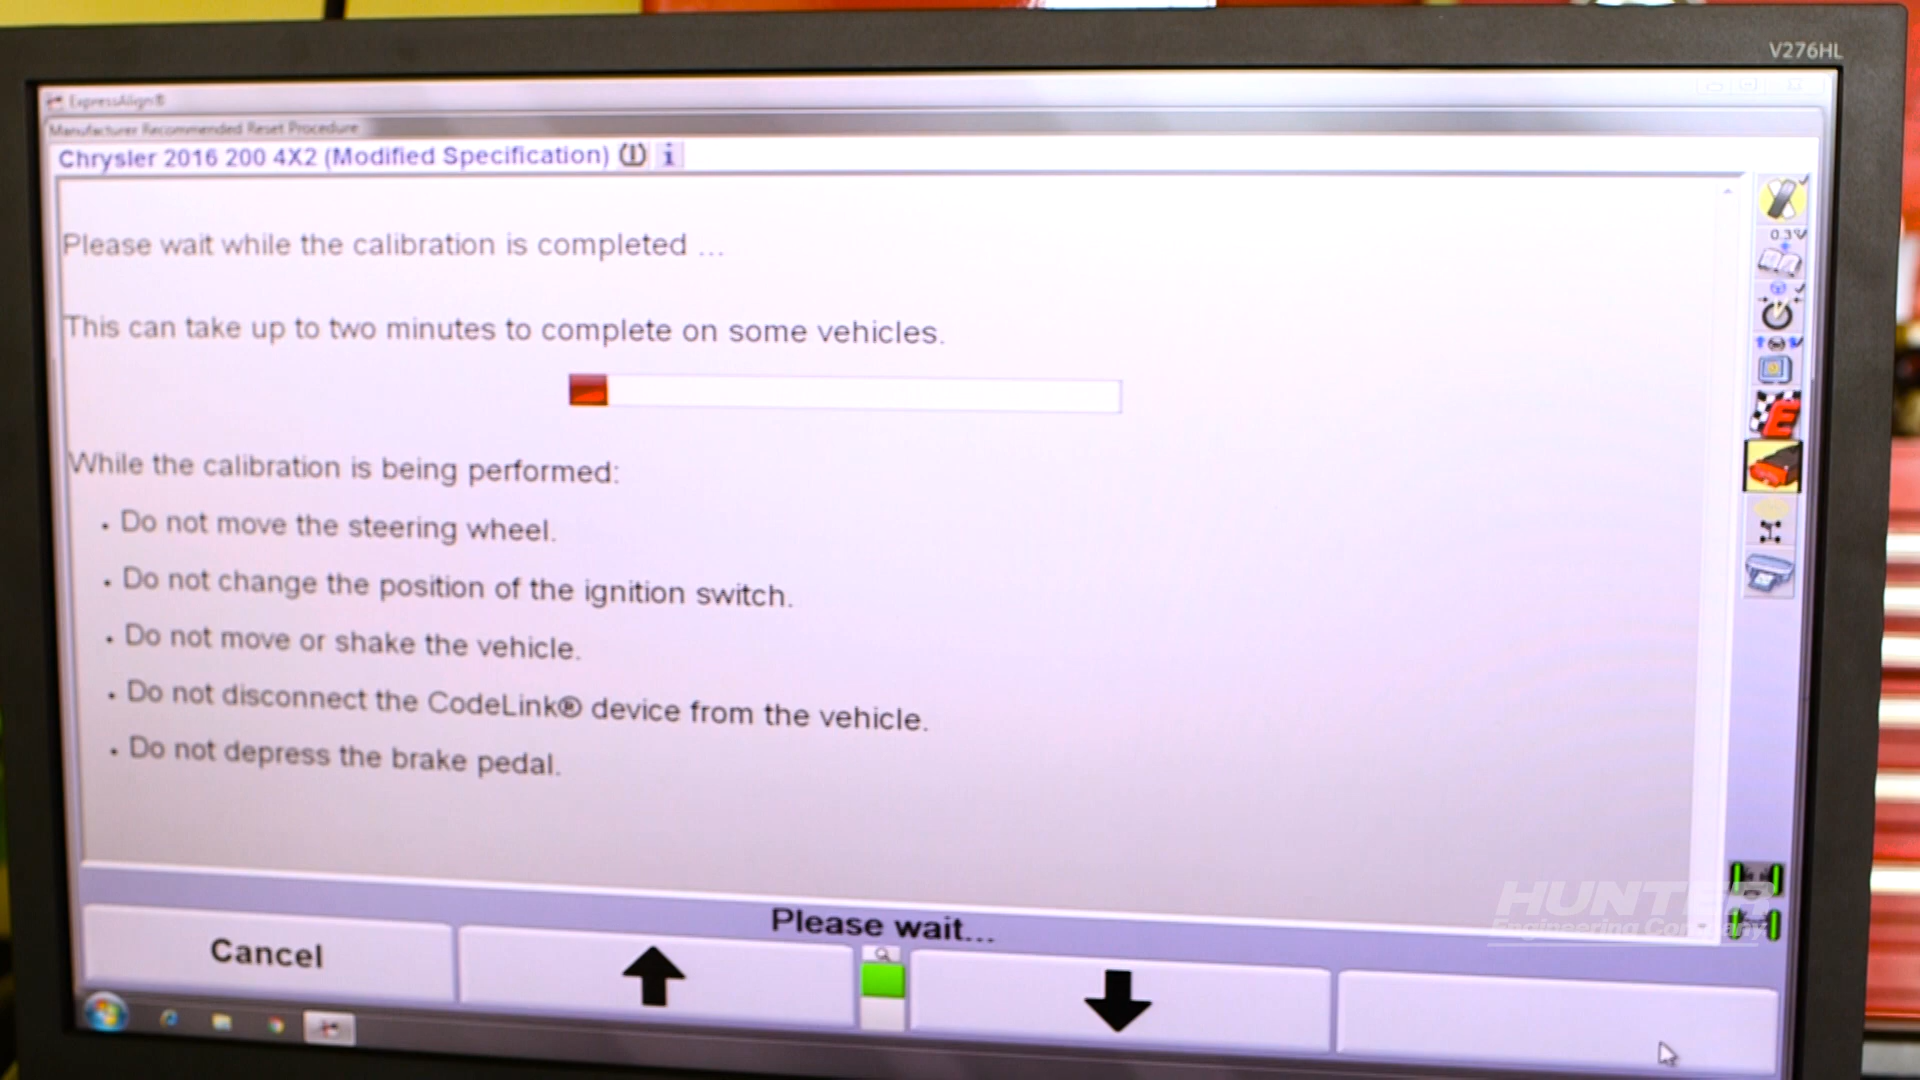 V276HL
ExpressAlign®
Manufacturer Recommended Reset Procedure
Chrysler 2016 200 4X2 (Modified Specification)
Please wait while the calibration is completed ...
This can take up to two minutes to complete on some vehicles.
While the calibration is being performed:
• Do not move the steering wheel.
• Do not change the position of the ignition switch.
• Do not move or shake the vehicle.
• Do not disconnect the CodeLink® device from the vehicle.
• Do not depress the brake pedal.
Please wait...
Cancel
HUNTER
Engineering Company